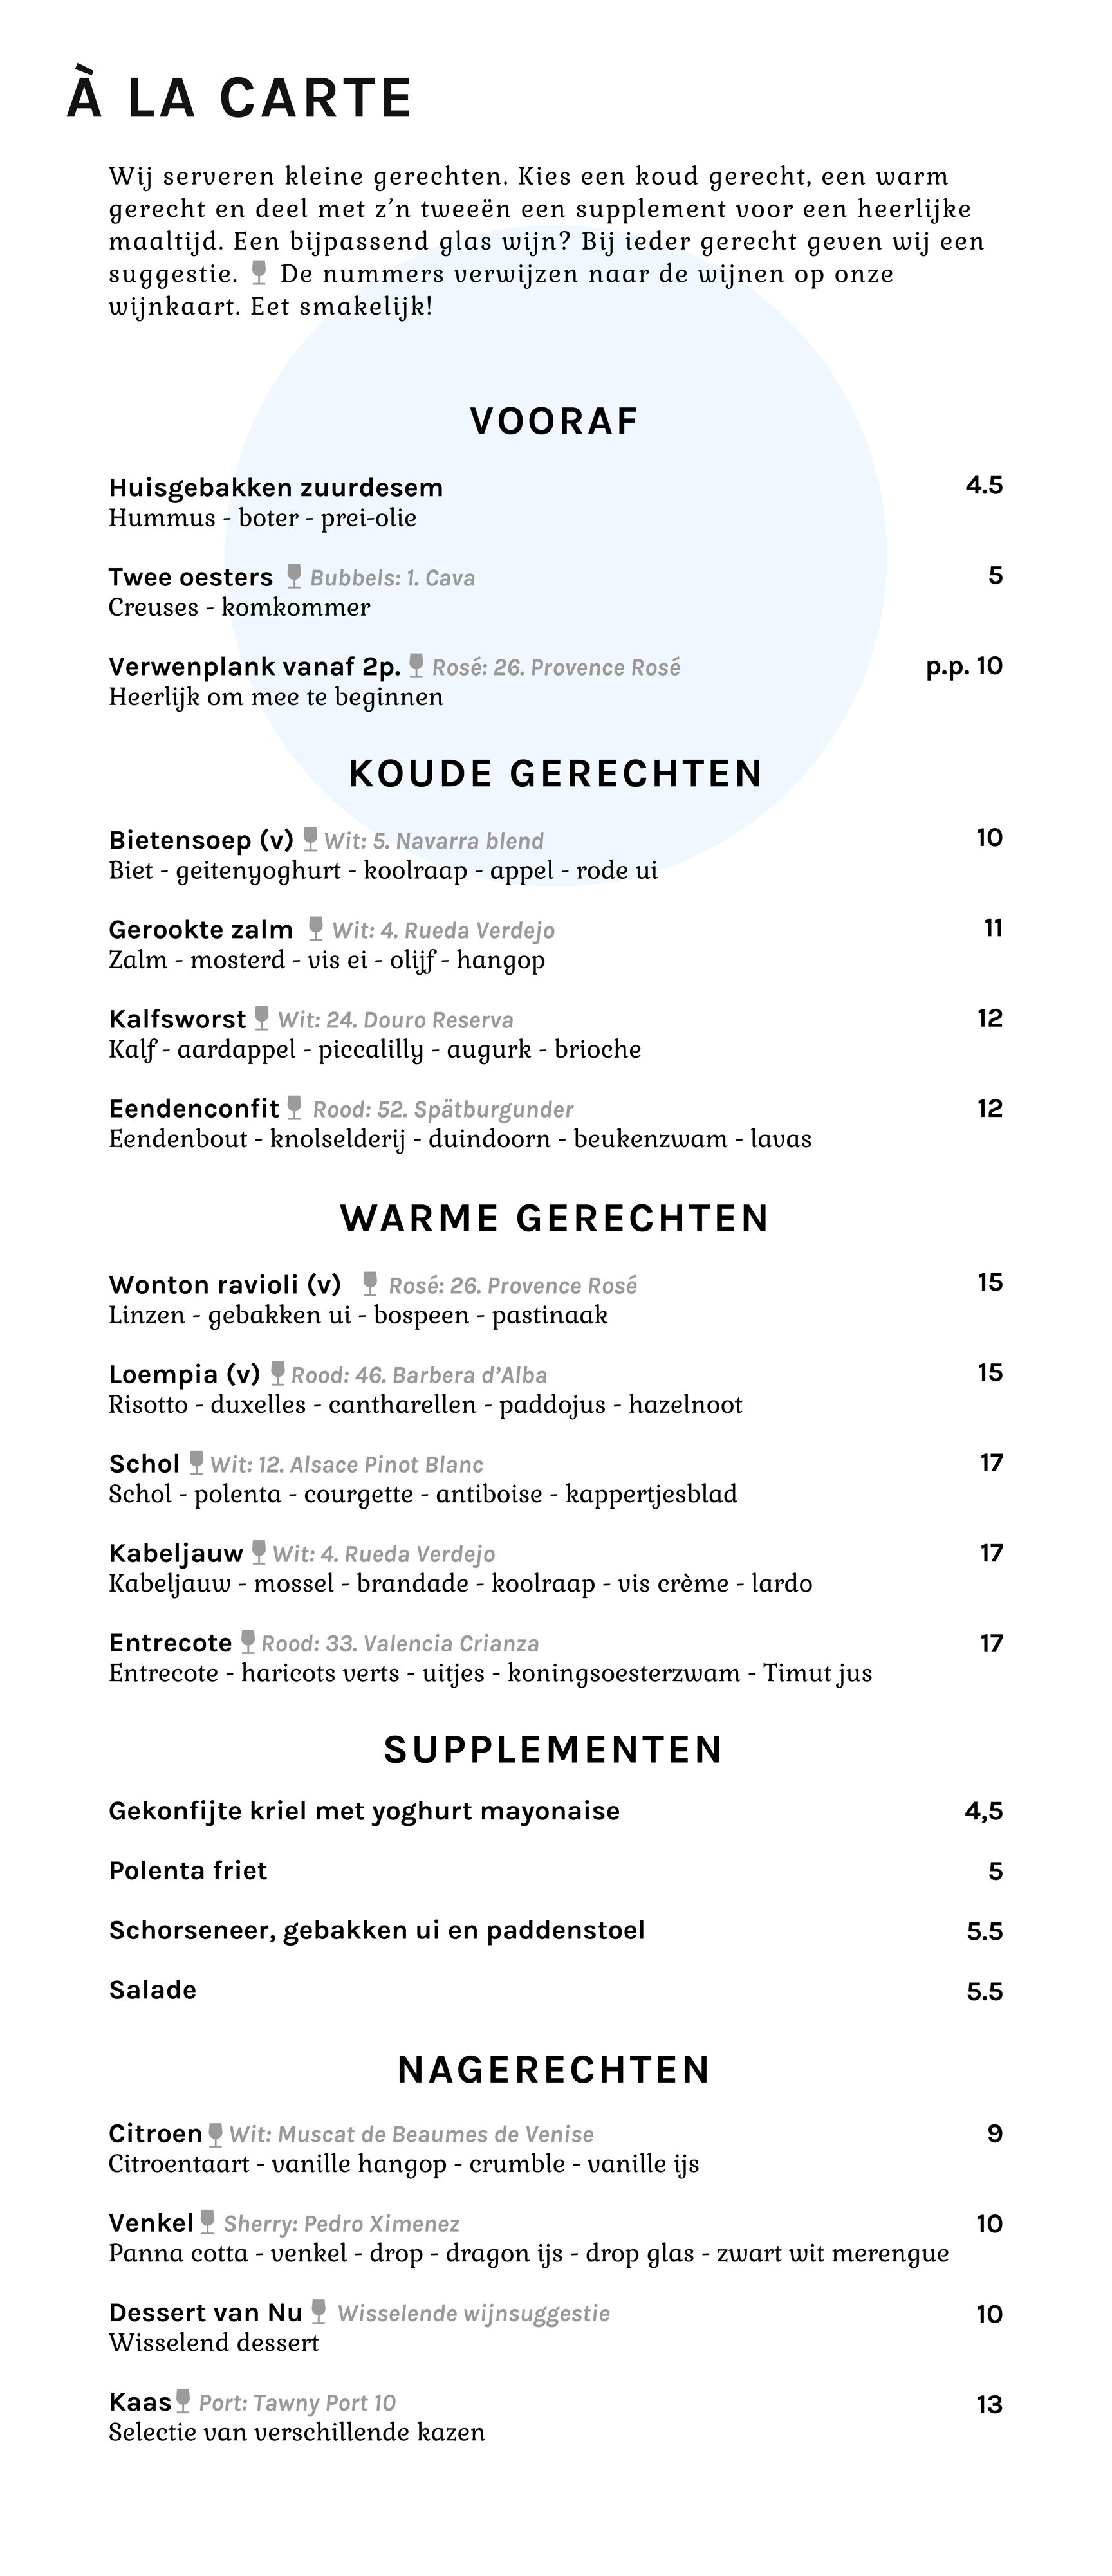 À LA CARTE
Wij serveren kleine gerechten. Kies een koud gerecht, een warm
gerecht en deel met z’n tweeën een supplement voor een heerlijke
maaltijd. Een bijpassend glas wijn? Bij ieder gerecht geven wij een
suggestie. De nummers verwijzen naar de wijnen op onze
wijnkaart. Eet smakelijk!
VOORAF
Huisgebakken zuurdesem 4.5
Hummus - boter - prei-olie
Twee oesters Bubbels: 1. Cava 5
Creuses - komkommer
Verwenplank vanaf 2p. Rosé: 26. Provence Rosé p.p. 10
Heerlijk om mee te beginnen
KOUDE GERECHTEN
Bietensoep (v) Wit: 5. Navarra blend 10
Biet - geitenyoghurt - koolraap - appel - rode ui
Gerookte zalm Wit: 4. Rueda Verdejo 11
Zalm - mosterd - vis ei - olijf - hangop
Kalfsworst Wit: 24. Douro Reserva 12
Kalf - aardappel - piccalilly - augurk - brioche
Eendenconfit Rood: 52. Spätburgunder 12
Eendenbout - knolselderij - duindoorn - beukenzwam - lavas
WARME GERECHTEN
Wonton ravioli (v) Rosé: 26. Provence Rosé 15
Linzen - gebakken ui - bospeen - pastinaak
Loempia (v) Rood: 46. Barbera d’Alba 15
Risotto - duxelles - cantharellen - paddojus - hazelnoot
Schol Wit: 12. Alsace Pinot Blanc 17
Schol - polenta - courgette - antiboise - kappertjesblad
Kabeljauw Wit: 4. Rueda Verdejo 17
Kabeljauw - mossel - brandade - koolraap - vis crème - lardo
Entrecote Rood: 33. Valencia Crianza 17
Entrecote - haricots verts - uitjes - koningsoesterzwam - Timut jus
SUPPLEMENTEN
Gekonfijte kriel met yoghurt mayonaise 4,5
Polenta friet 5
Schorseneer, gebakken ui en paddenstoel 5.5
Salade 5.5
NAGERECHTEN
Citroen Wit: Muscat de Beaumes de Venise 9
Citroentaart - vanille hangop - crumble - vanille ijs
Venkel Sherry: Pedro Ximenez 10
Panna cotta - venkel - drop - dragon ijs - drop glas - zwart wit merengue
Dessert van Nu Wisselende wijnsuggestie 10
Wisselend dessert
Kaas Port: Tawny Port 10 13
Selectie van verschillende kazen